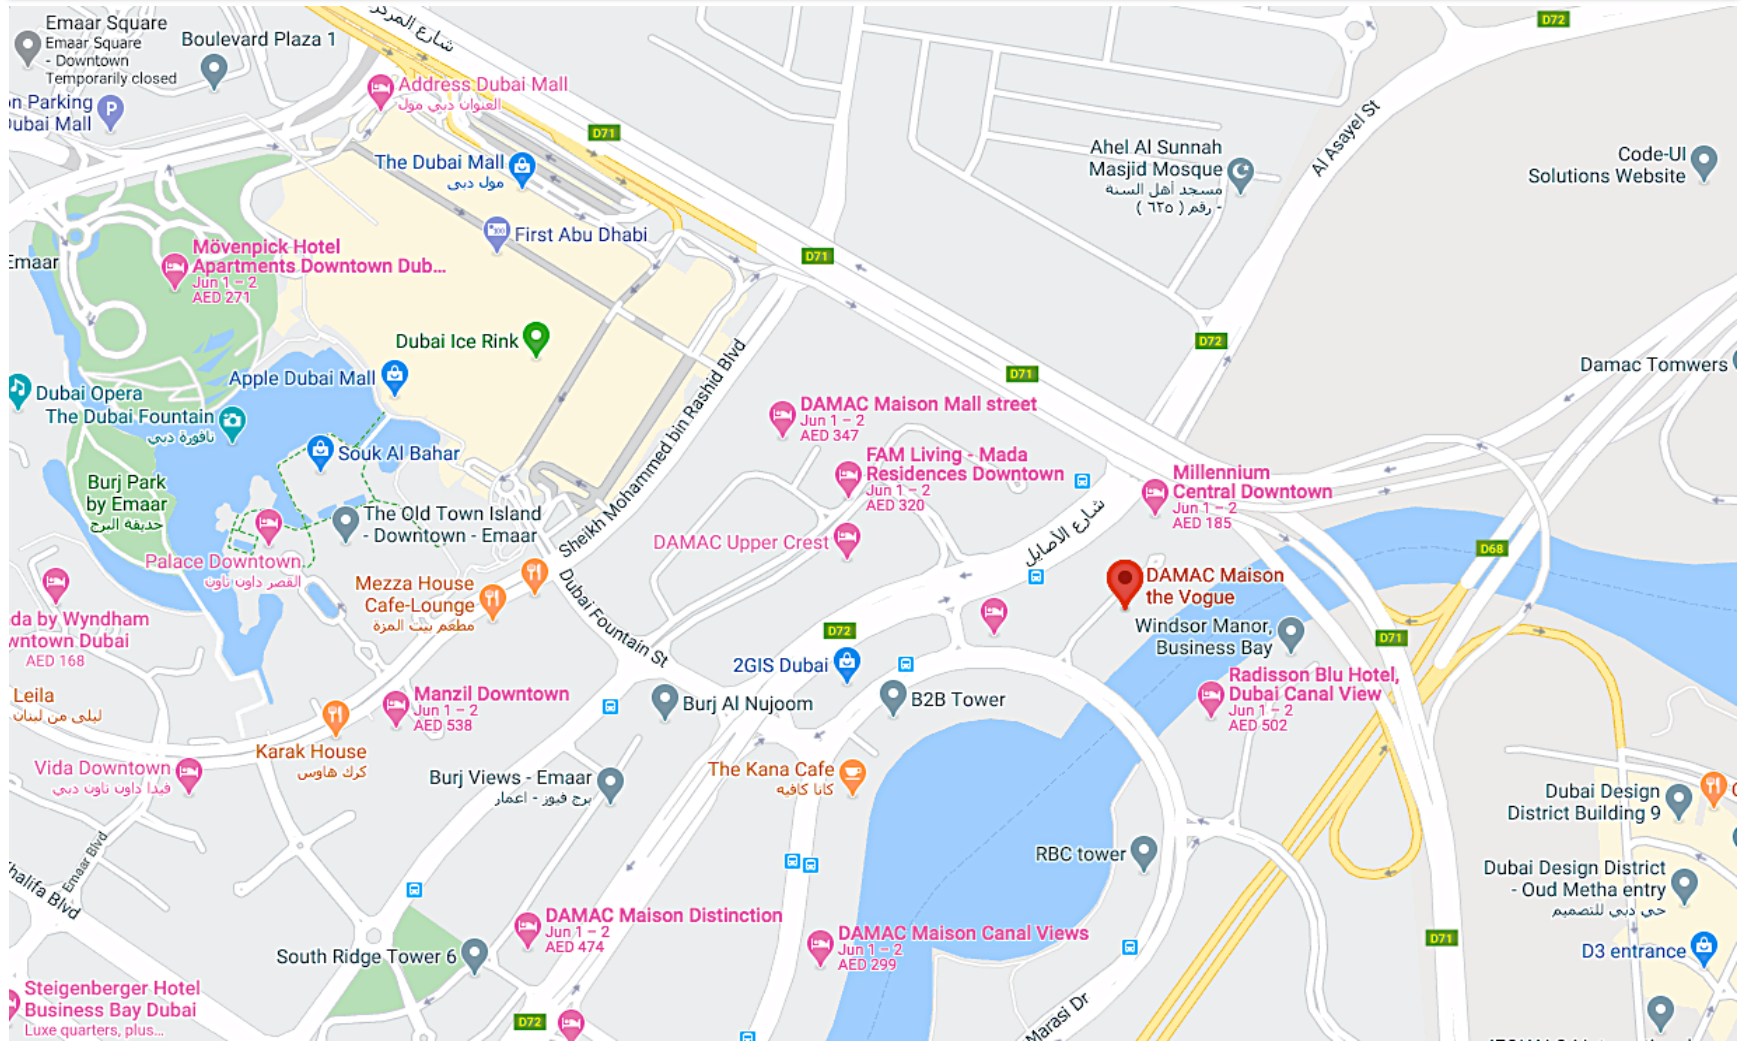 شارع المركز
Emaar Square
Emaar Square
- Downtown
Temporarily closed
Boulevard Plaza 1
D72
Address Dubai Mall
العنوان دبي مول
on Parking
Dubai Mall
D71
The Dubai Mall
مول دبي
Al Asayel St
Ahel Al Sunnah
Masjid Mosque
مسجد أهل السنة
- رقم ( ٦٢٥ )
Code-UI
Solutions Website
First Abu Dhabi
Mövenpick Hotel
Apartments Downtown Dub...
Jun 1 – 2
AED 271
Emaar
D71
Dubai Ice Rink
D72
Sheikh Mohammed bin Rashid Blvd
Damac Tomwers
D71
Apple Dubai Mall
Dubai Opera
The Dubai Fountain
نافورة دبي
DAMAC Maison Mall street
Jun 1 – 2
AED 347
Souk Al Bahar
FAM Living - Mada
Residences Downtown
Jun 1 – 2
AED 320
Millennium
Central Downtown
Jun 1 – 2
AED 185
Burj Park
by Emaar
حديقة البرج
The Old Town Island
- Downtown - Emaar
شارع الأصايل
DAMAC Upper Crest
D68
Palace Downtown
القصر داون تاون
Mezza House
Cafe-Lounge
مطعم بيت المزة
DAMAC Maison
the Vogue
Dubai Fountain St
da by Wyndham
wntown Dubai
AED 168
D72
D71
Windsor Manor,
Business Bay
2GIS Dubai
Radisson Blu Hotel,
Dubai Canal View
Jun 1 – 2
AED 502
Leila
ليلى من لبنان
Manzil Downtown
Jun 1 – 2
AED 538
Burj Al Nujoom
B2B Tower
Karak House
كرك هاوس
Vida Downtown
فيدا داون تاون دبي
Burj Views - Emaar
برج فيوز - اعمار
The Kana Cafe
كانا كافيه
Dubai Design
District Building 9
Emaar Blvd
halifa Blvd
RBC tower
Dubai Design District
- Oud Metha entry
حي دبي للتصميم
DAMAC Maison Distinction
Jun 1 – 2
AED 474
DAMAC Maison Canal Views
Jun 1 – 2
AED 299
D71
D3 entrance
South Ridge Tower 6
Steigenberger Hotel
Business Bay Dubai
Luxe quarters, plus...
D72
Marasi Dr